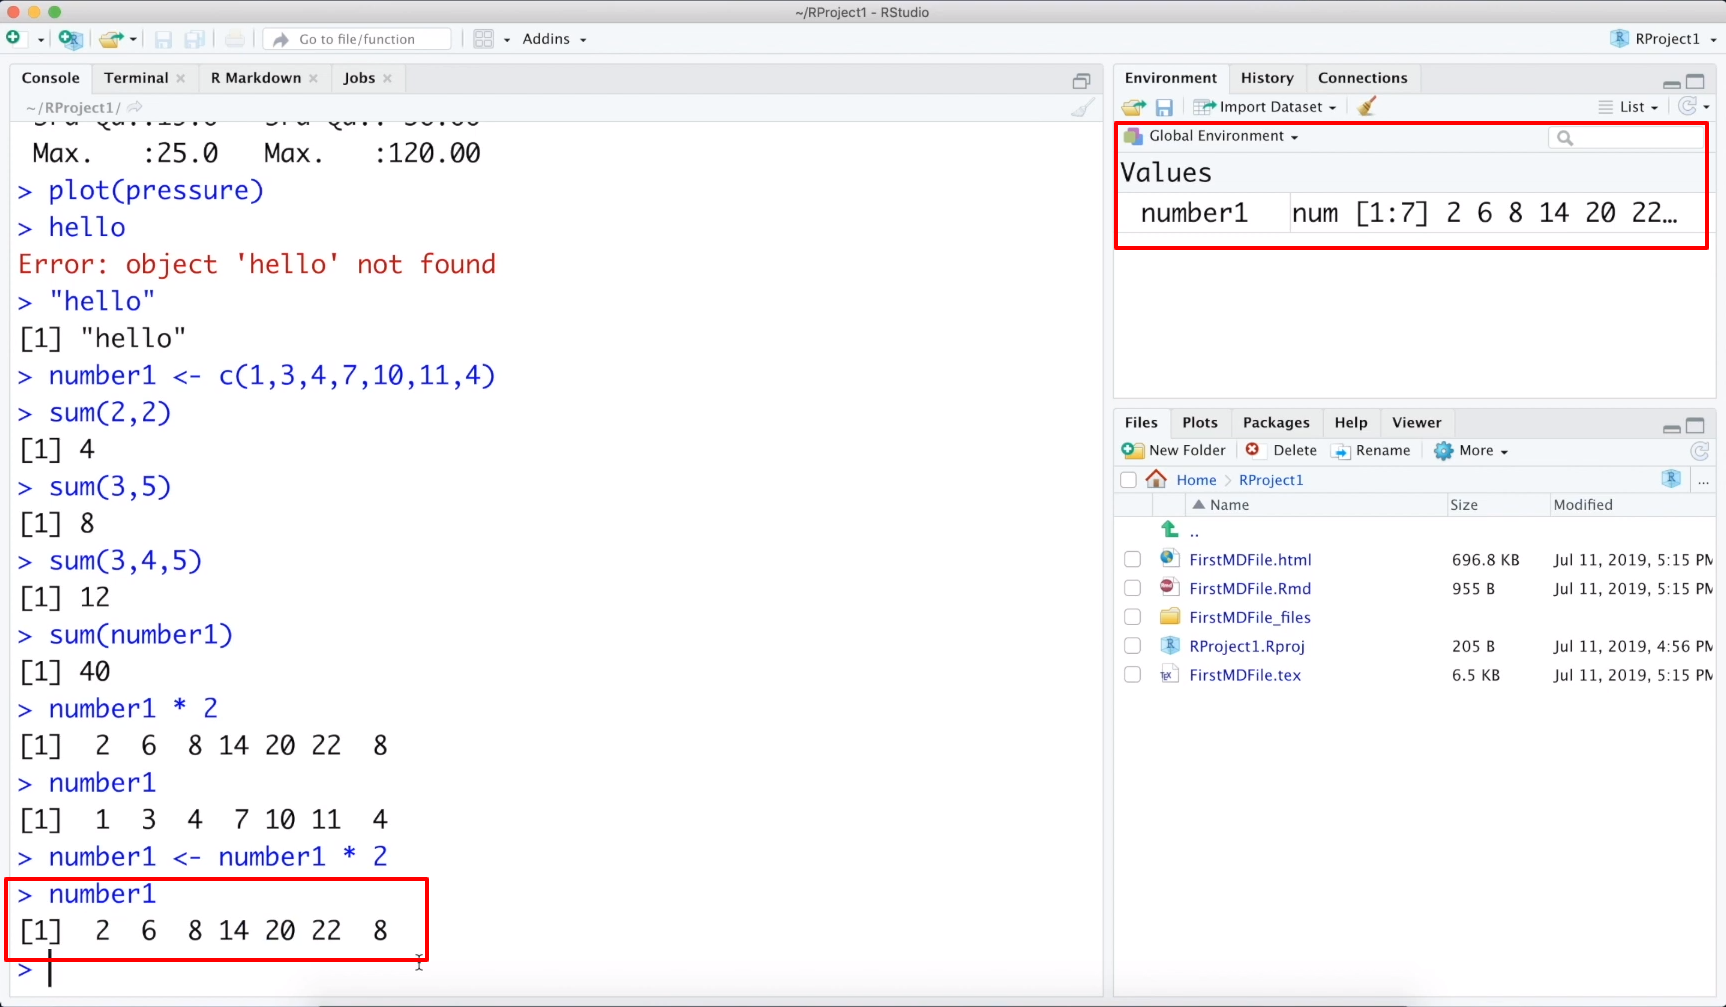 ~/RProject1 - RStudio
Go to file/function
Addins
RProject1
Console Terminal R Markdown Jobs
~/RProject1/
Max. :25.0 Max. :120.00
> plot(pressure)
> hello
Error: object 'hello' not found
> "hello"
[1] "hello"
> number1 <- c(1,3,4,7,10,11,4)
> sum(2,2)
[1] 4
> sum(3,5)
[1] 8
> sum(3,4,5)
[1] 12
> sum(number1)
[1] 40
> number1 * 2
[1] 2 6 8 14 20 22 8
> number1
[1] 1 3 4 7 10 11 4
> number1 <- number1 * 2
> number1
[1] 2 6 8 14 20 22 8
>
Environment History Connections
Import Dataset List
Global Environment
Values
number1 num [1:7] 2 6 8 14 20 22…
Files Plots Packages Help Viewer
New Folder Delete Rename More
Home RProject1 ...
Name Size Modified
..
FirstMDFile.html 696.8 KB Jul 11, 2019, 5:15 PM
FirstMDFile.Rmd 955 B Jul 11, 2019, 5:15 PM
FirstMDFile_files
RProject1.Rproj 205 B Jul 11, 2019, 4:56 PM
FirstMDFile.tex 6.5 KB Jul 11, 2019, 5:15 PM